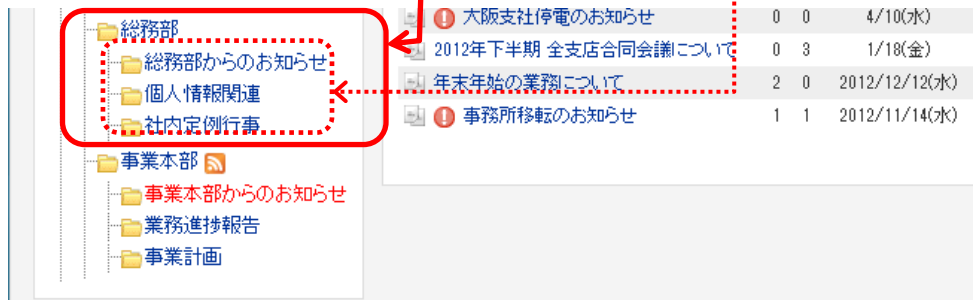 総務部
総務部からのお知らせ
個人情報関連
社内定例行事
事業本部
事業本部からのお知らせ
業務進捗報告
事業計画
大阪支社停電のお知らせ 0 0 4/10(水)
2012年下半期 全支店合同会議について 0 3 1/18(金)
年末年始の業務について 2 0 2012/12/12(水)
事務所移転のお知らせ 1 1 2012/11/14(水)